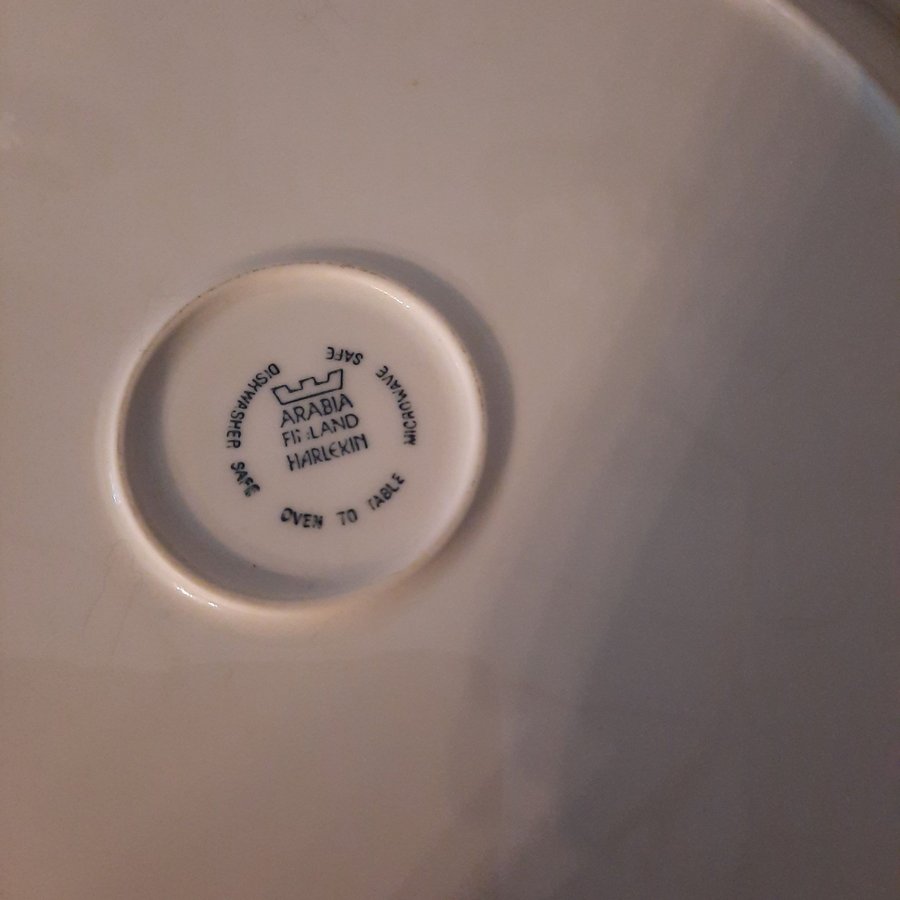 ARABIA
FINLAND
HARLEKIN
DISHWASHER SAFE
OVEN TO TABLE
MICROWAVE SAFE